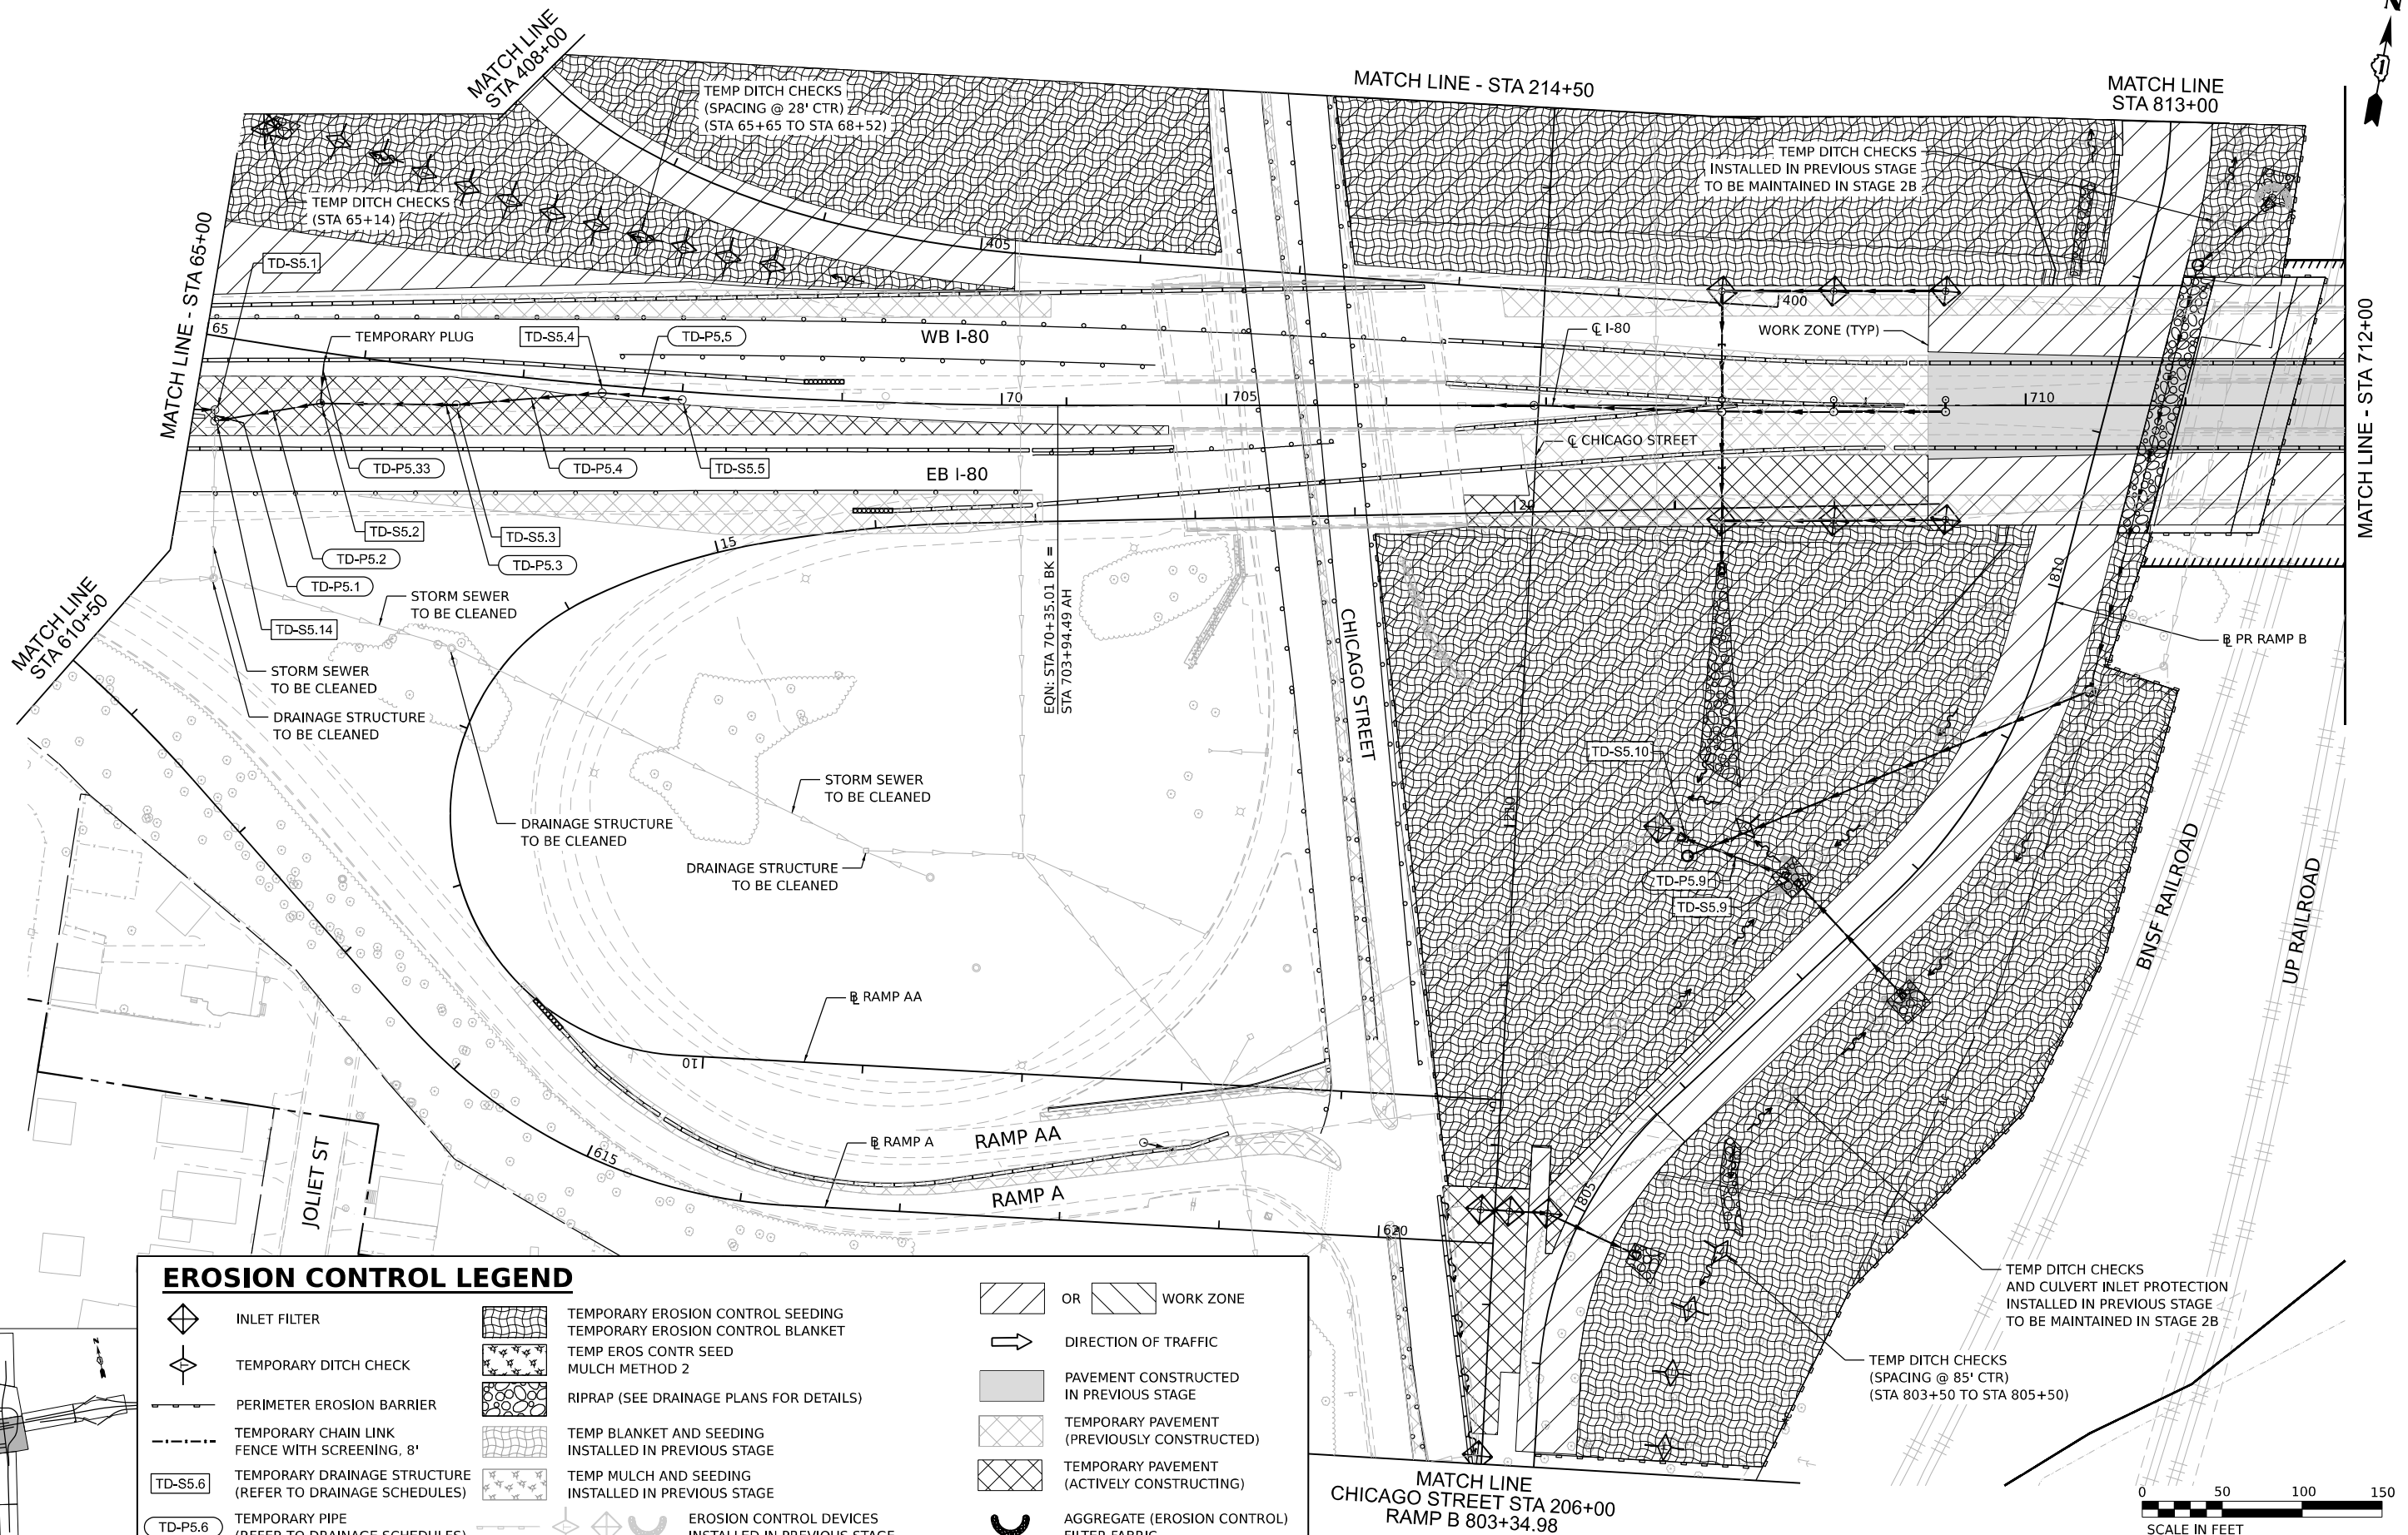 N
1
MATCH LINE
STA 408+00
MATCH LINE - STA 214+50
MATCH LINE
STA 813+00
TEMP DITCH CHECKS
(SPACING @ 28' CTR)
(STA 65+65 TO STA 68+52)
TEMP DITCH CHECKS
INSTALLED IN PREVIOUS STAGE
TO BE MAINTAINED IN STAGE 2B
TEMP DITCH CHECKS
(STA 65+14)
MATCH LINE - STA 65+00
TD-S5.1
405
400
65
TEMPORARY PLUG
TD-S5.4
TD-P5.5
WB I-80
℄ I-80
WORK ZONE (TYP)
MATCH LINE - STA 712+00
70
705
710
℄ CHICAGO STREET
TD-P5.33
TD-P5.4
TD-S5.5
EB I-80
TD-S5.2
TD-S5.3
TD-P5.2
TD-P5.3
TD-P5.1
15
20
810
EQN: STA 70+35.01 BK =
STA 703+94.49 AH
MATCH LINE
STA 610+50
STORM SEWER
TO BE CLEANED
TD-S5.14
CHICAGO STREET
B̲L PR RAMP B
STORM SEWER
TO BE CLEANED
DRAINAGE STRUCTURE
TO BE CLEANED
TD-S5.10
STORM SEWER
TO BE CLEANED
210
DRAINAGE STRUCTURE
TO BE CLEANED
DRAINAGE STRUCTURE
TO BE CLEANED
TD-P5.9
TD-S5.9
BNSF RAILROAD
UP RAILROAD
BL RAMP AA
10
BL RAMP A
RAMP AA
615
RAMP A
JOLIET ST
805
620
TEMP DITCH CHECKS
AND CULVERT INLET PROTECTION
INSTALLED IN PREVIOUS STAGE
TO BE MAINTAINED IN STAGE 2B
TEMP DITCH CHECKS
(SPACING @ 85' CTR)
(STA 803+50 TO STA 805+50)
EROSION CONTROL LEGEND
INLET FILTER
TEMPORARY DITCH CHECK
PERIMETER EROSION BARRIER
TEMPORARY CHAIN LINK
FENCE WITH SCREENING, 8'
TD-S5.6
TEMPORARY DRAINAGE STRUCTURE
(REFER TO DRAINAGE SCHEDULES)
TD-P5.6
TEMPORARY PIPE
(REFER TO DRAINAGE SCHEDULES)
TEMPORARY EROSION CONTROL SEEDING
TEMPORARY EROSION CONTROL BLANKET
TEMP EROS CONTR SEED
MULCH METHOD 2
RIPRAP (SEE DRAINAGE PLANS FOR DETAILS)
TEMP BLANKET AND SEEDING
INSTALLED IN PREVIOUS STAGE
TEMP MULCH AND SEEDING
INSTALLED IN PREVIOUS STAGE
EROSION CONTROL DEVICES
INSTALLED IN PREVIOUS STAGE
OR
WORK ZONE
DIRECTION OF TRAFFIC
PAVEMENT CONSTRUCTED
IN PREVIOUS STAGE
TEMPORARY PAVEMENT
(PREVIOUSLY CONSTRUCTED)
TEMPORARY PAVEMENT
(ACTIVELY CONSTRUCTING)
AGGREGATE (EROSION CONTROL)
FILTER FABRIC
MATCH LINE
CHICAGO STREET STA 206+00
RAMP B 803+34.98
0 50 100 150
SCALE IN FEET